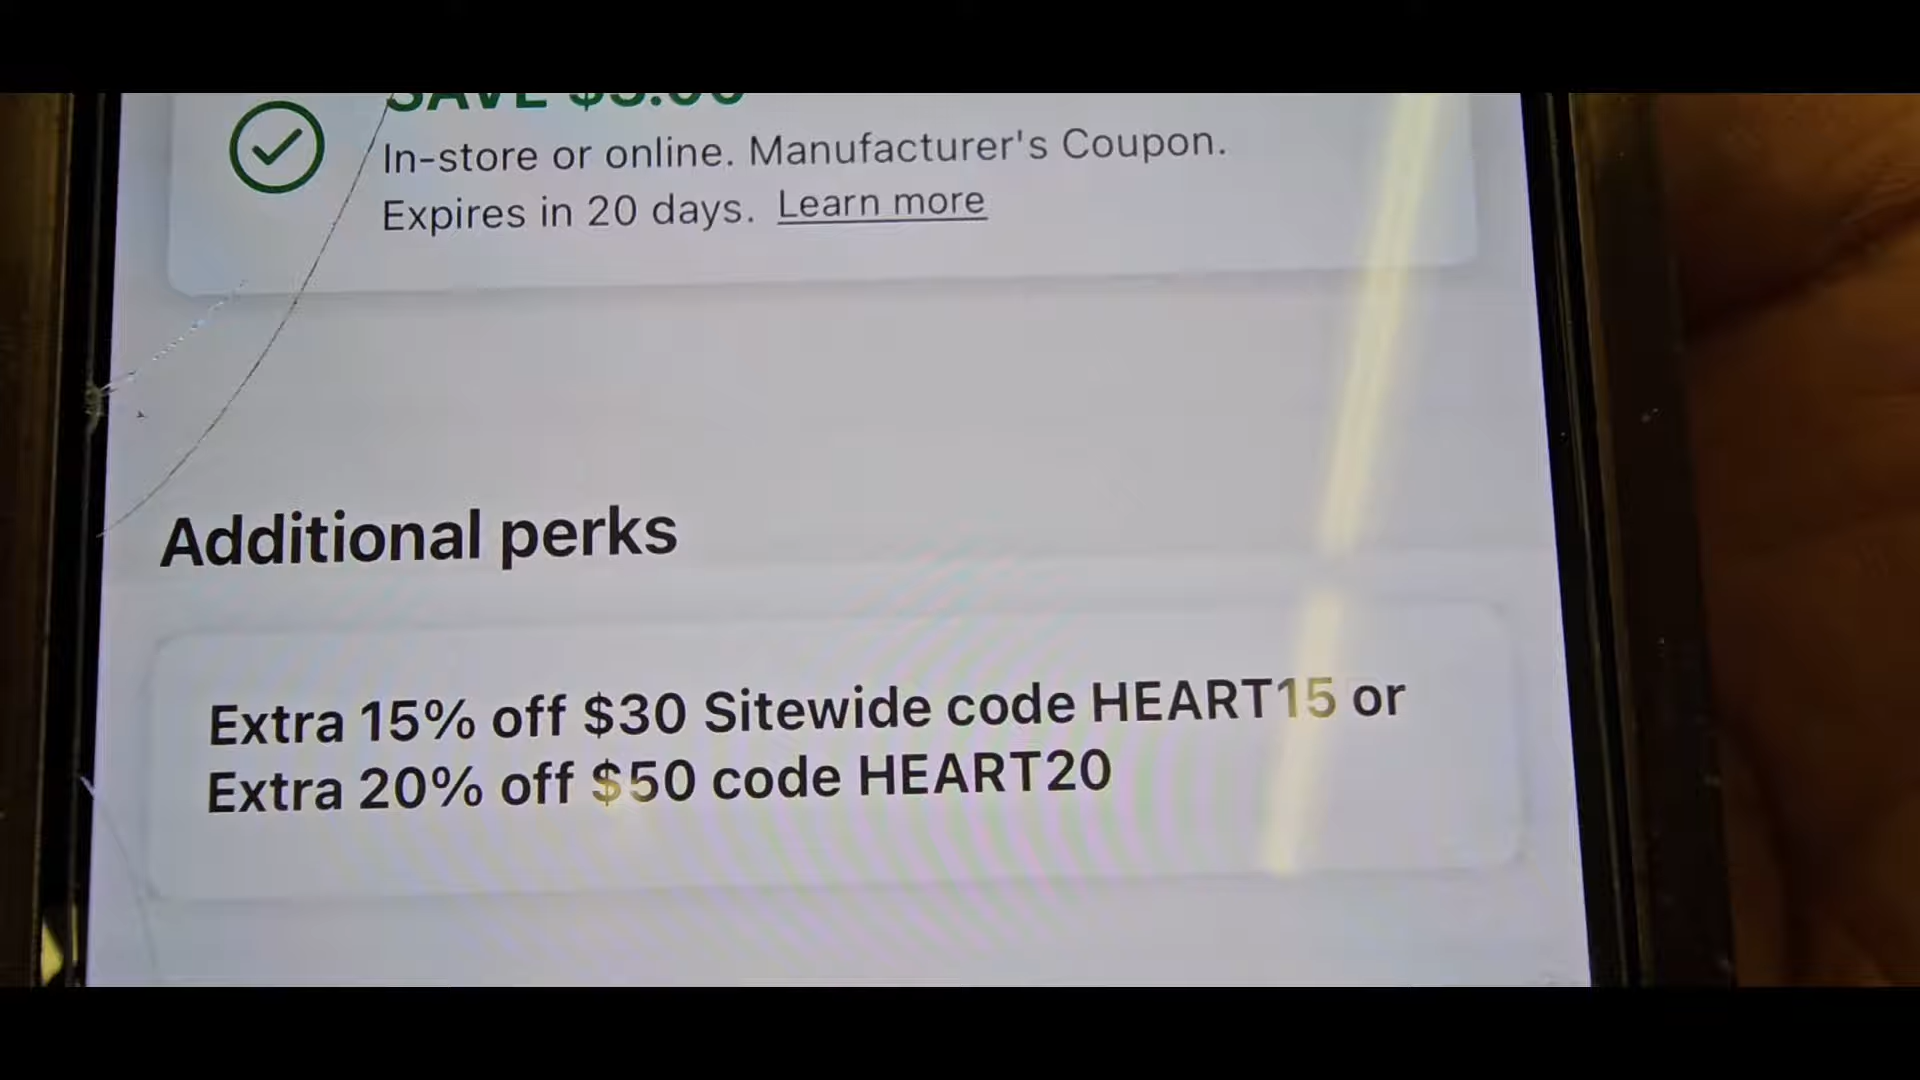 In-store or online. Manufacturer's Coupon.
Expires in 20 days. Learn more
Additional perks
Extra 15% off $30 Sitewide code HEART15 or
Extra 20% off $50 code HEART20